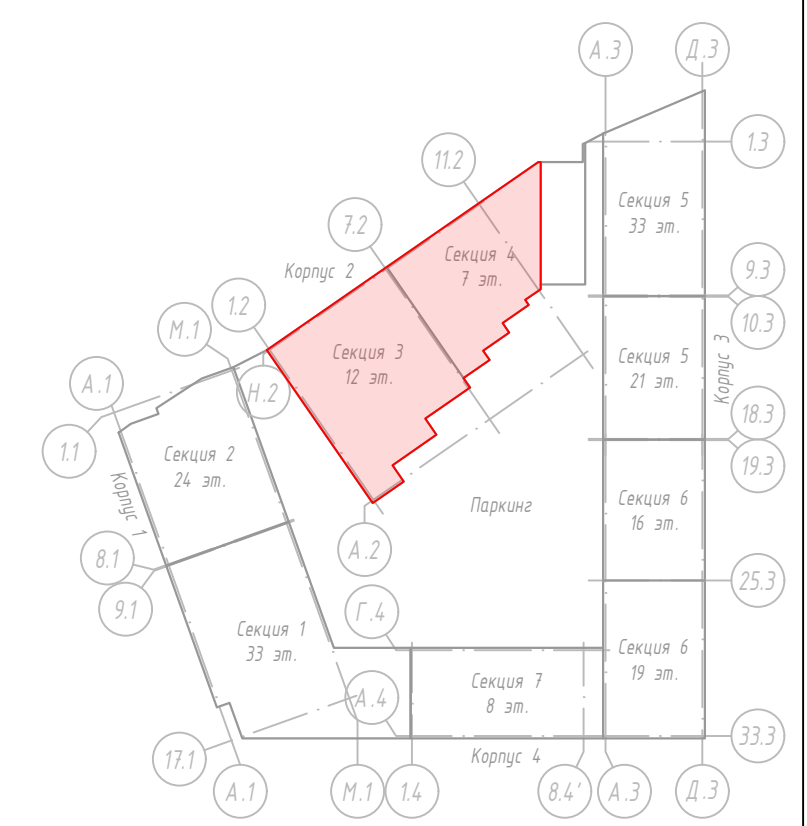 А.3
Д.3
1.3
11.2
Секция 5
33 эт.
7.2
Секция 4
7 эт.
Корпус 2
9.3
1.2
10.3
М.1
Секция 3
12 эт.
Секция 5
21 эт.
Корпус 3
А.1
Н.2
18.3
1.1
Секция 2
24 эт.
19.3
Корпус 1
Паркинг
Секция 6
16 эт.
А.2
8.1
25.3
9.1
Г.4
Секция 1
33 эт.
Секция 6
19 эт.
Секция 7
8 эт.
А.4
33.3
17.1
Корпус 4
А.1
М.1
1.4
8.4'
А.3
Д.3